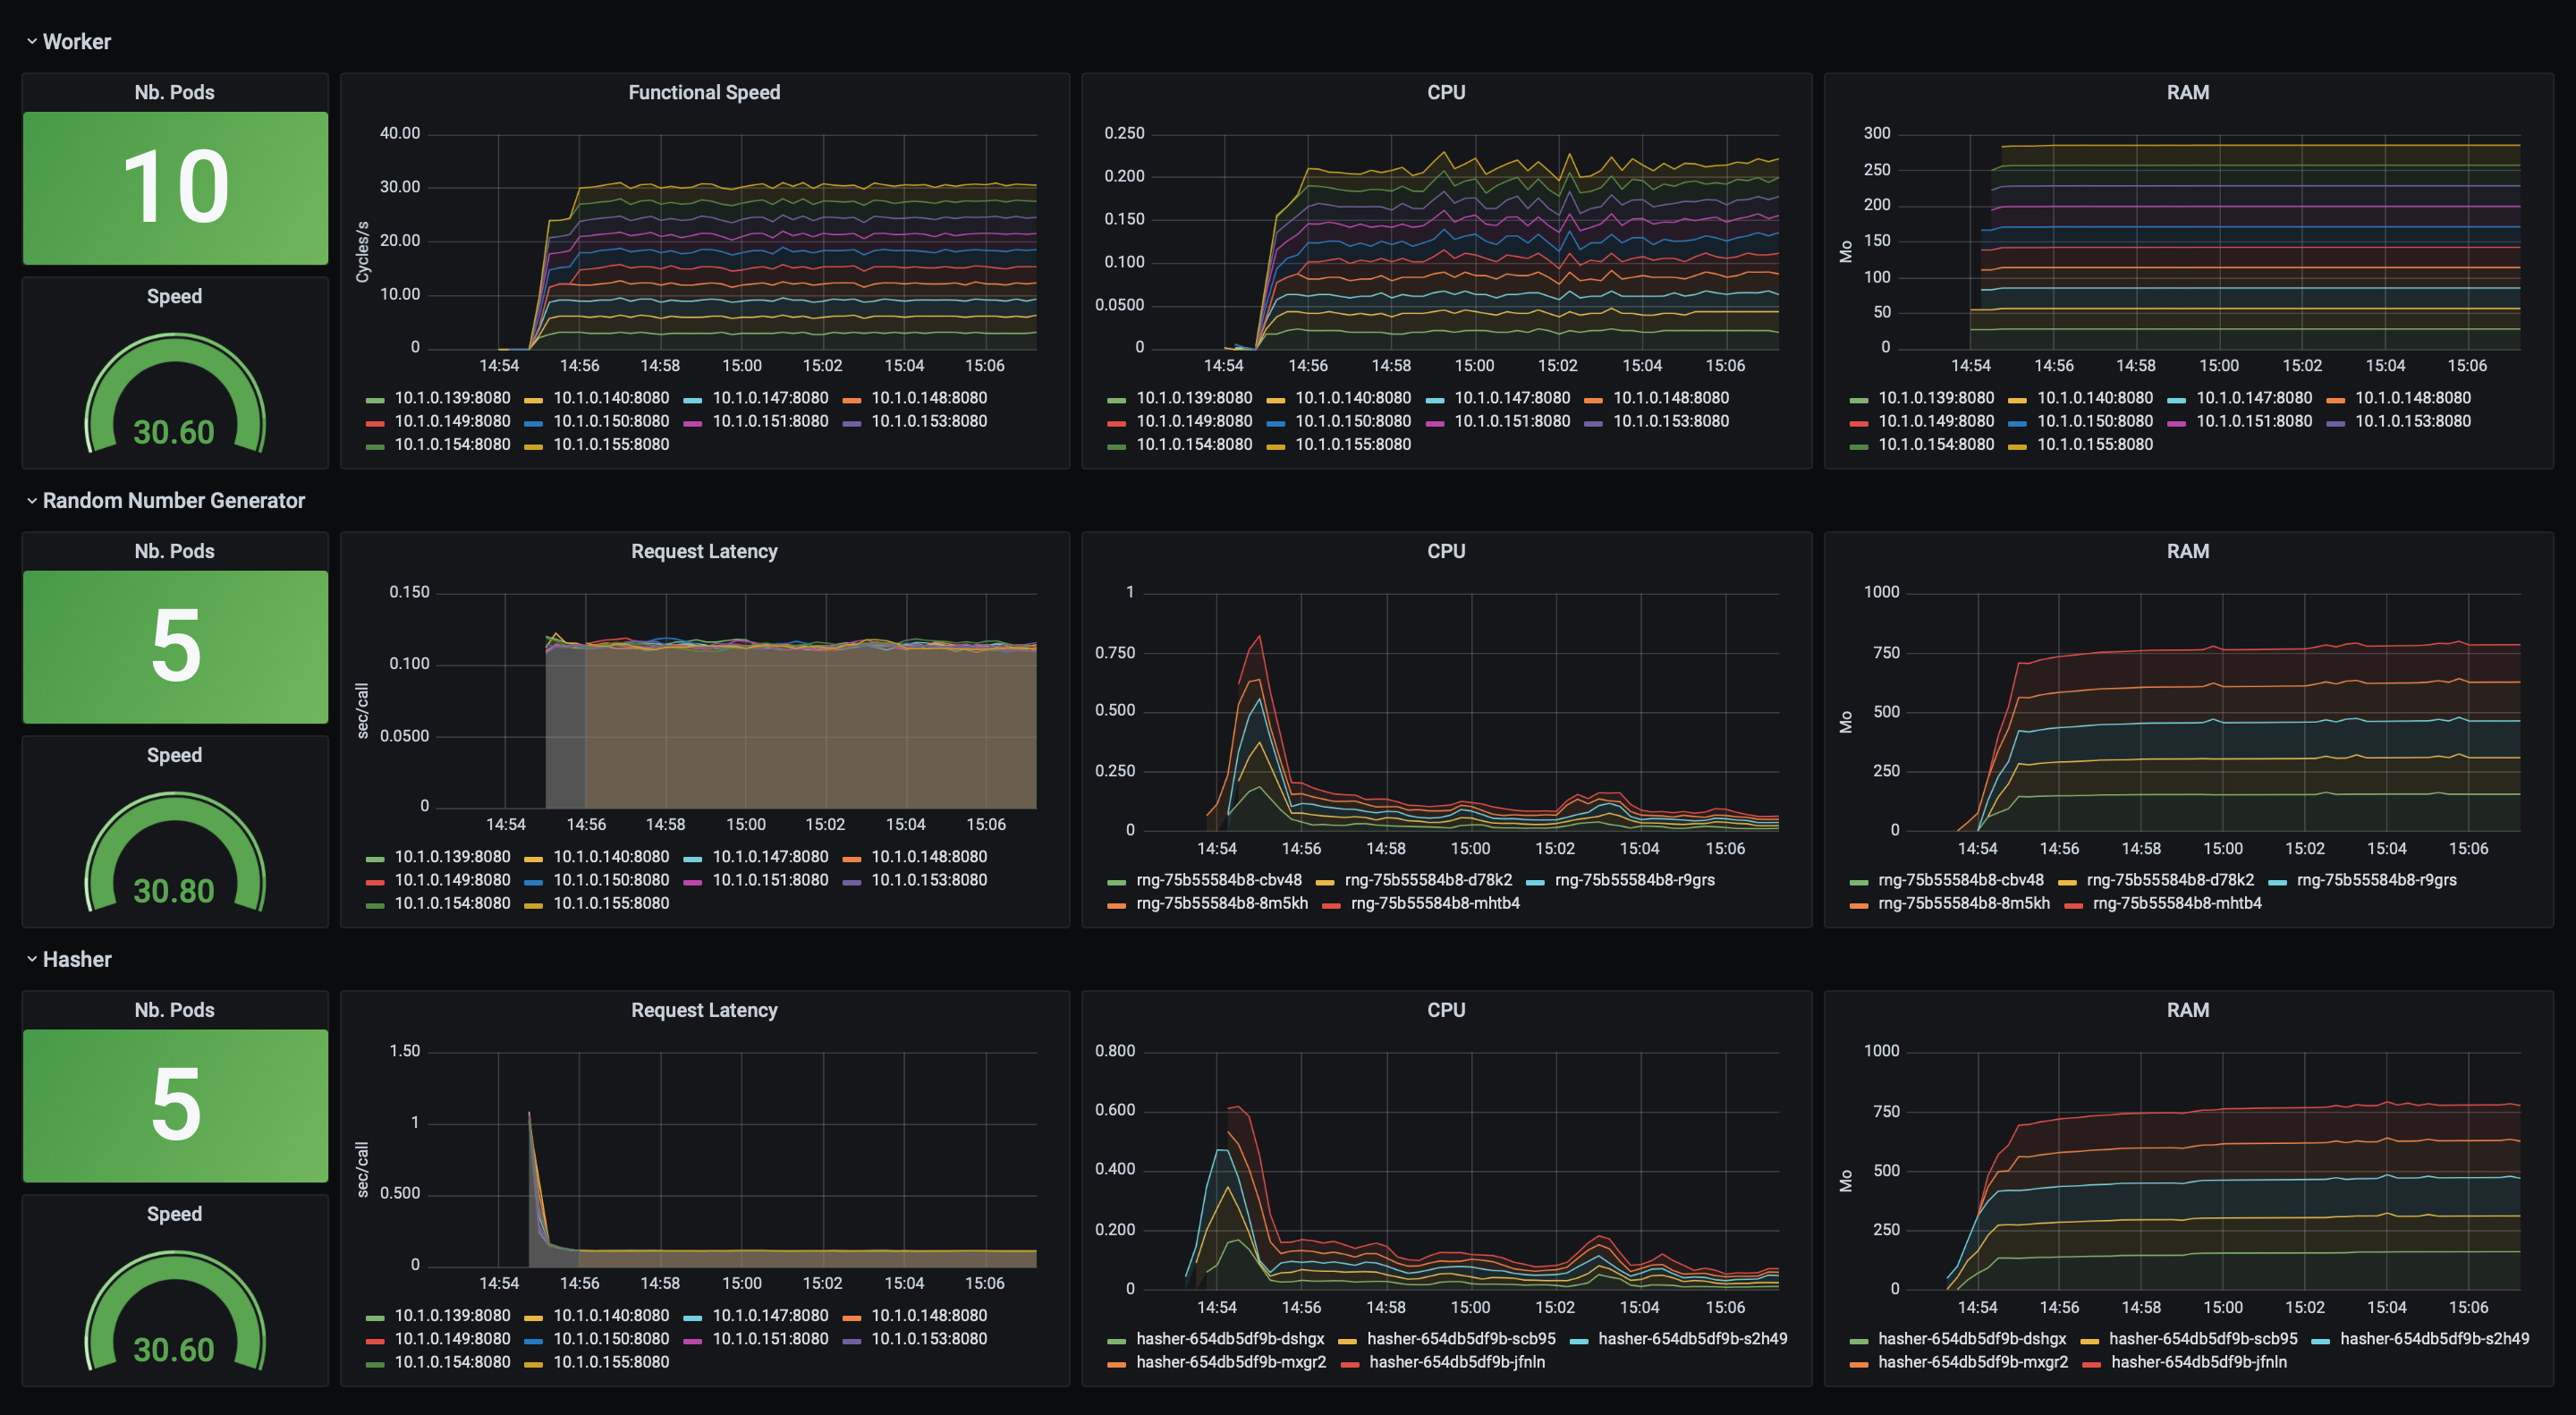 Worker
Nb. Pods
10
Speed
30.60
Functional Speed
Cycles/s
40.00
30.00
20.00
10.00
0
14:54 14:56 14:58 15:00 15:02 15:04 15:06
10.1.0.139:8080 10.1.0.140:8080 10.1.0.147:8080 10.1.0.148:8080
10.1.0.149:8080 10.1.0.150:8080 10.1.0.151:8080 10.1.0.153:8080
10.1.0.154:8080 10.1.0.155:8080
CPU
0.250
0.200
0.150
0.100
0.0500
0
14:54 14:56 14:58 15:00 15:02 15:04 15:06
10.1.0.139:8080 10.1.0.140:8080 10.1.0.147:8080 10.1.0.148:8080
10.1.0.149:8080 10.1.0.150:8080 10.1.0.151:8080 10.1.0.153:8080
10.1.0.154:8080 10.1.0.155:8080
RAM
Mo
300
250
200
150
100
50
0
14:54 14:56 14:58 15:00 15:02 15:04 15:06
10.1.0.139:8080 10.1.0.140:8080 10.1.0.147:8080 10.1.0.148:8080
10.1.0.149:8080 10.1.0.150:8080 10.1.0.151:8080 10.1.0.153:8080
10.1.0.154:8080 10.1.0.155:8080
Random Number Generator
Nb. Pods
5
Speed
30.80
Request Latency
sec/call
0.150
0.100
0.0500
0
14:54 14:56 14:58 15:00 15:02 15:04 15:06
10.1.0.139:8080 10.1.0.140:8080 10.1.0.147:8080 10.1.0.148:8080
10.1.0.149:8080 10.1.0.150:8080 10.1.0.151:8080 10.1.0.153:8080
10.1.0.154:8080 10.1.0.155:8080
CPU
1
0.750
0.500
0.250
0
14:54 14:56 14:58 15:00 15:02 15:04 15:06
rng-75b55584b8-cbv48 rng-75b55584b8-d78k2 rng-75b55584b8-r9grs
rng-75b55584b8-8m5kh rng-75b55584b8-mhtb4
RAM
Mo
1000
750
500
250
0
14:54 14:56 14:58 15:00 15:02 15:04 15:06
rng-75b55584b8-cbv48 rng-75b55584b8-d78k2 rng-75b55584b8-r9grs
rng-75b55584b8-8m5kh rng-75b55584b8-mhtb4
Hasher
Nb. Pods
5
Speed
30.60
Request Latency
sec/call
1.50
1
0.500
0
14:54 14:56 14:58 15:00 15:02 15:04 15:06
10.1.0.139:8080 10.1.0.140:8080 10.1.0.147:8080 10.1.0.148:8080
10.1.0.149:8080 10.1.0.150:8080 10.1.0.151:8080 10.1.0.153:8080
10.1.0.154:8080 10.1.0.155:8080
CPU
0.800
0.600
0.400
0.200
0
14:54 14:56 14:58 15:00 15:02 15:04 15:06
hasher-654db5df9b-dshgx hasher-654db5df9b-scb95 hasher-654db5df9b-s2h49
hasher-654db5df9b-mxgr2 hasher-654db5df9b-jfnln
RAM
Mo
1000
750
500
250
0
14:54 14:56 14:58 15:00 15:02 15:04 15:06
hasher-654db5df9b-dshgx hasher-654db5df9b-scb95 hasher-654db5df9b-s2h49
hasher-654db5df9b-mxgr2 hasher-654db5df9b-jfnln